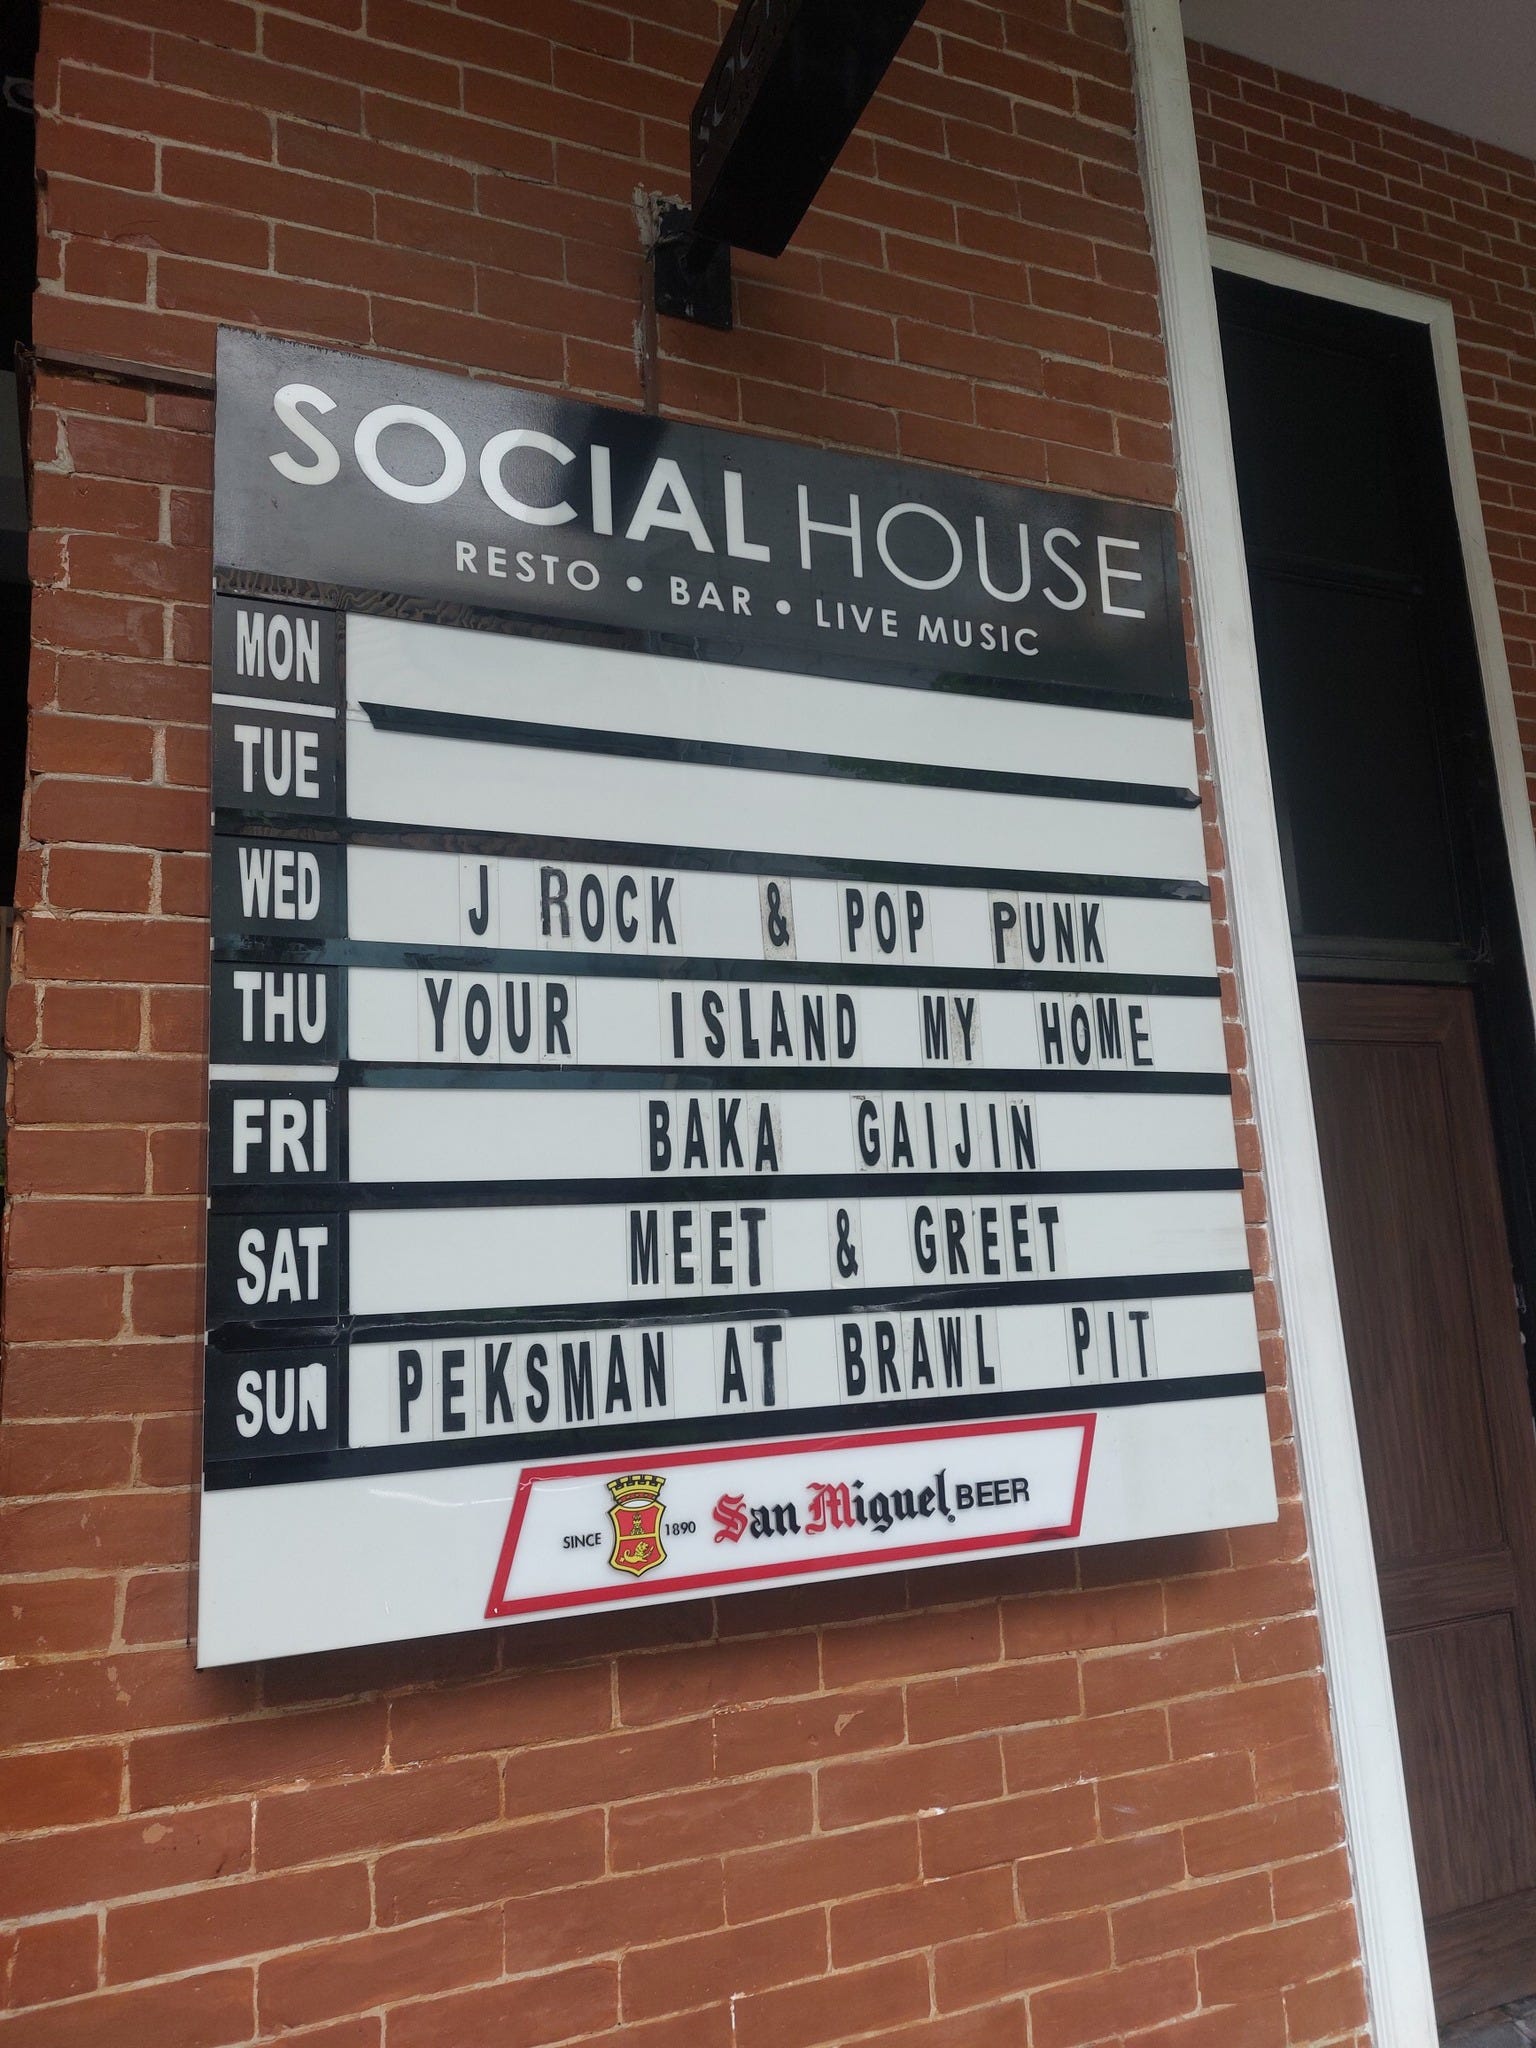 SOCIAL HOUSE
RESTO • BAR • LIVE MUSIC
MON
TUE
WED J ROCK & POP PUNK
THU YOUR ISLAND MY HOME
FRI BAKA GAIJIN
SAT MEET & GREET
SUN PEKSMAN AT BRAWL PIT
SINCE 1890 San Miguel BEER